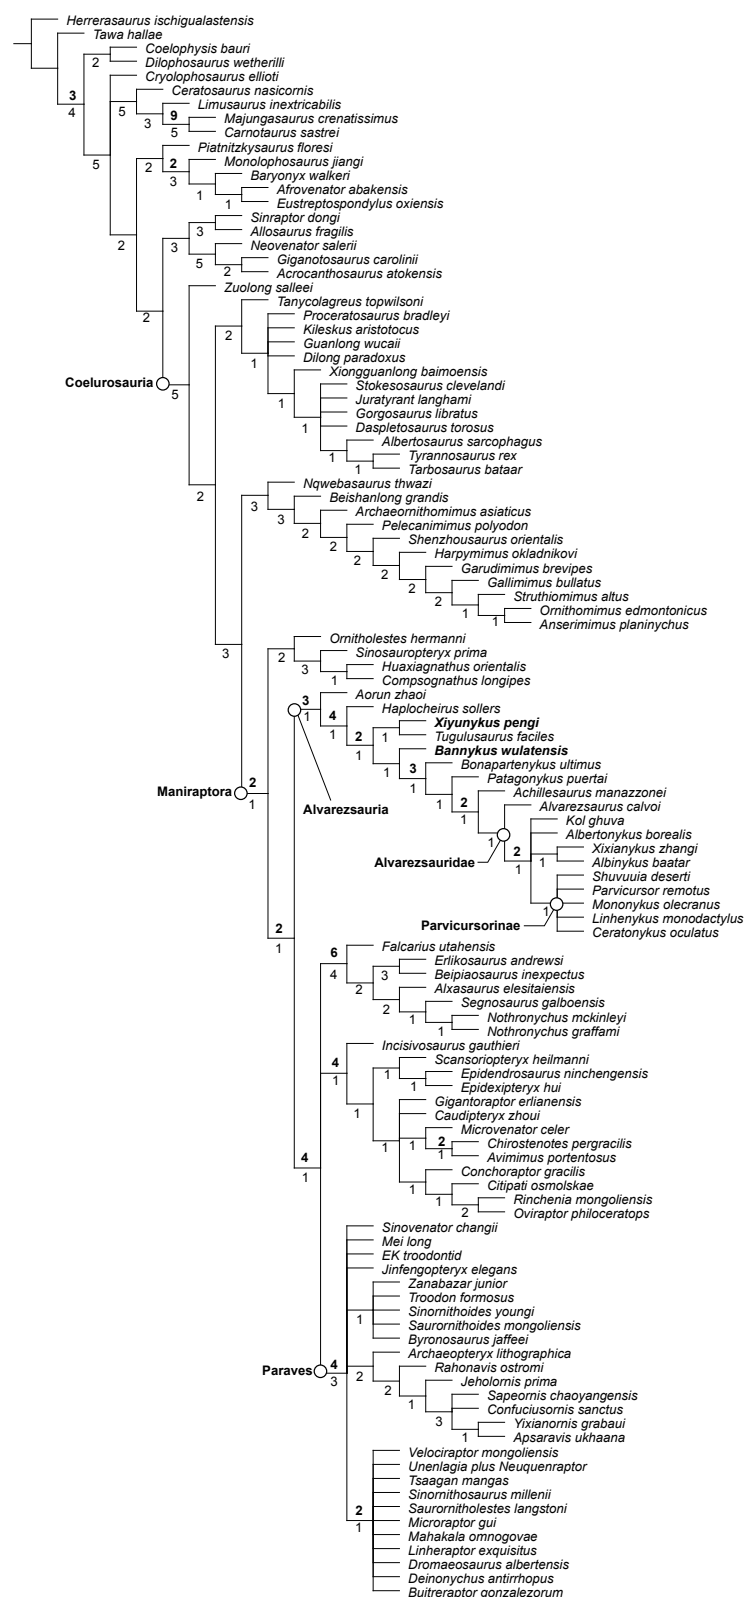 Herrerasaurus ischigualastensis
Tawa hallae
Coelophysis bauri
2
Dilophosaurus wetherilli
Cryolophosaurus ellioti
3
Ceratosaurus nasicornis
4
5
Limusaurus inextricabilis
3
9
Majungasaurus crenatissimus
5
Carnotaurus sastrei
Piatnitzkysaurus floresi
5
2
2
Monolophosaurus jiangi
3
Baryonyx walkeri
1
Afrovenator abakensis
1
Eustreptospondylus oxiensis
Sinraptor dongi
3
Allosaurus fragilis
2
3
Neovenator salerii
5
Giganotosaurus carolinii
2
Acrocanthosaurus atokensis
Zuolong salleei
Tanycolagreus topwilsoni
2
Proceratosaurus bradleyi
2
Kileskus aristotocus
Guanlong wucaii
Dilong paradoxus
1
Xiongguanlong baimoensis
Coelurosauria
5
Stokesosaurus clevelandi
1
Juratyrant langhami
Gorgosaurus libratus
1
Daspletosaurus torosus
Albertosaurus sarcophagus
1
Tyrannosaurus rex
1
Tarbosaurus bataar
2
Nqwebasaurus thwazi
3
Beishanlong grandis
3
Archaeornithomimus asiaticus
2
Pelecanimimus polyodon
2
Shenzhousaurus orientalis
2
Harpymimus okladnikovi
2
Garudimimus brevipes
2
Gallimimus bullatus
2
Struthiomimus altus
1
Ornithomimus edmontonicus
1
Anserimimus planinychus
3
Ornitholestes hermanni
2
Sinosauropteryx prima
3
Huaxiagnathus orientalis
1
Compsognathus longipes
Aorun zhaoi
3
1
4
Haplocheirus sollers
1
Xiyunykus pengi
2
1
Tugulusaurus faciles
1
Bannykus wulatensis
1
3
Bonapartenykus ultimus
1
Patagonykus puertai
Maniraptora
2
1
1
2
Achillesaurus manazzonei
1
Alvarezsauria
Alvarezsaurus calvoi
1
Kol ghuva
2
Albertonykus borealis
Alvarezsauridae
1
1
Xixianykus zhangi
Albinykus baatar
Shuvuuia deserti
Parvicursor remotus
1
Mononykus olecranus
Parvicursorinae
Linhenykus monodactylus
2
Ceratonykus oculatus
1
6
Falcarius utahensis
4
Erlikosaurus andrewsi
3
Beipiaosaurus inexpectus
2
Alxasaurus elesitaiensis
2
Segnosaurus galboensis
1
Nothronychus mckinleyi
1
Nothronychus graffami
Incisivosaurus gauthieri
4
Scansoriopteryx heilmanni
1
1
Epidendrosaurus ninchengensis
1
Epidexipteryx hui
1
Gigantoraptor erlianensis
Caudipteryx zhoui
Microvenator celer
1
1
2
Chirostenotes pergracilis
1
Avimimus portentosus
4
1
Conchoraptor gracilis
1
Citipati osmolskae
1
Rinchenia mongoliensis
2
Oviraptor philoceratops
Sinovenator changii
Mei long
EK troodontid
Jinfengopteryx elegans
Zanabazar junior
Troodon formosus
1
Sinornithoides youngi
Saurornithoides mongoliensis
Byronosaurus jaffeei
Archaeopteryx lithographica
Paraves
4
3
2
Rahonavis ostromi
2
Jeholornis prima
1
Sapeornis chaoyangensis
Confuciusornis sanctus
3
Yixianornis grabaui
1
Apsaravis ukhaana
Velociraptor mongoliensis
Unenlagia plus Neuquenraptor
Tsaagan mangas
Sinornithosaurus millenii
2
Saurornitholestes langstoni
1
Microraptor gui
Mahakala omnogovae
Linheraptor exquisitus
Dromaeosaurus albertensis
Deinonychus antirrhopus
Buitreraptor gonzalezorum